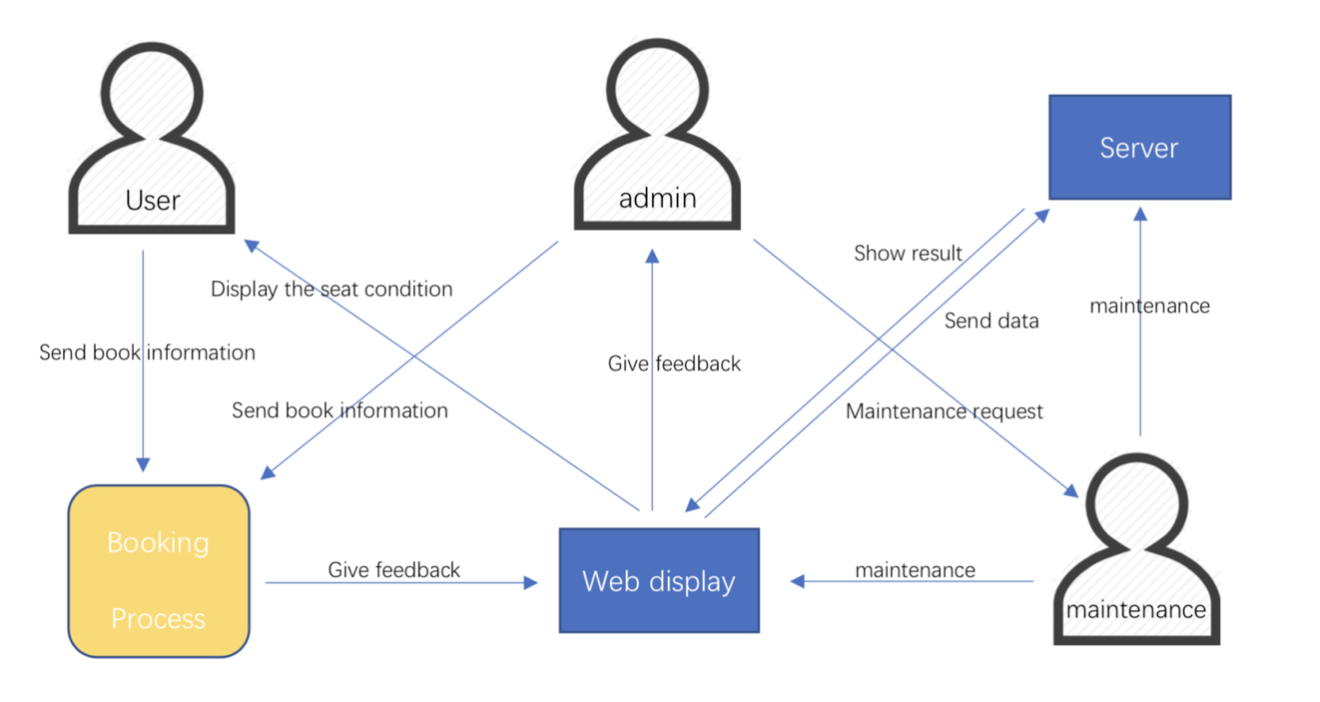 User
admin
Server
Show result
Display the seat condition
maintenance
Send data
Send book information
Give feedback
Send book information
Maintenance request
Booking
Process
Give feedback
Web display
maintenance
maintenance